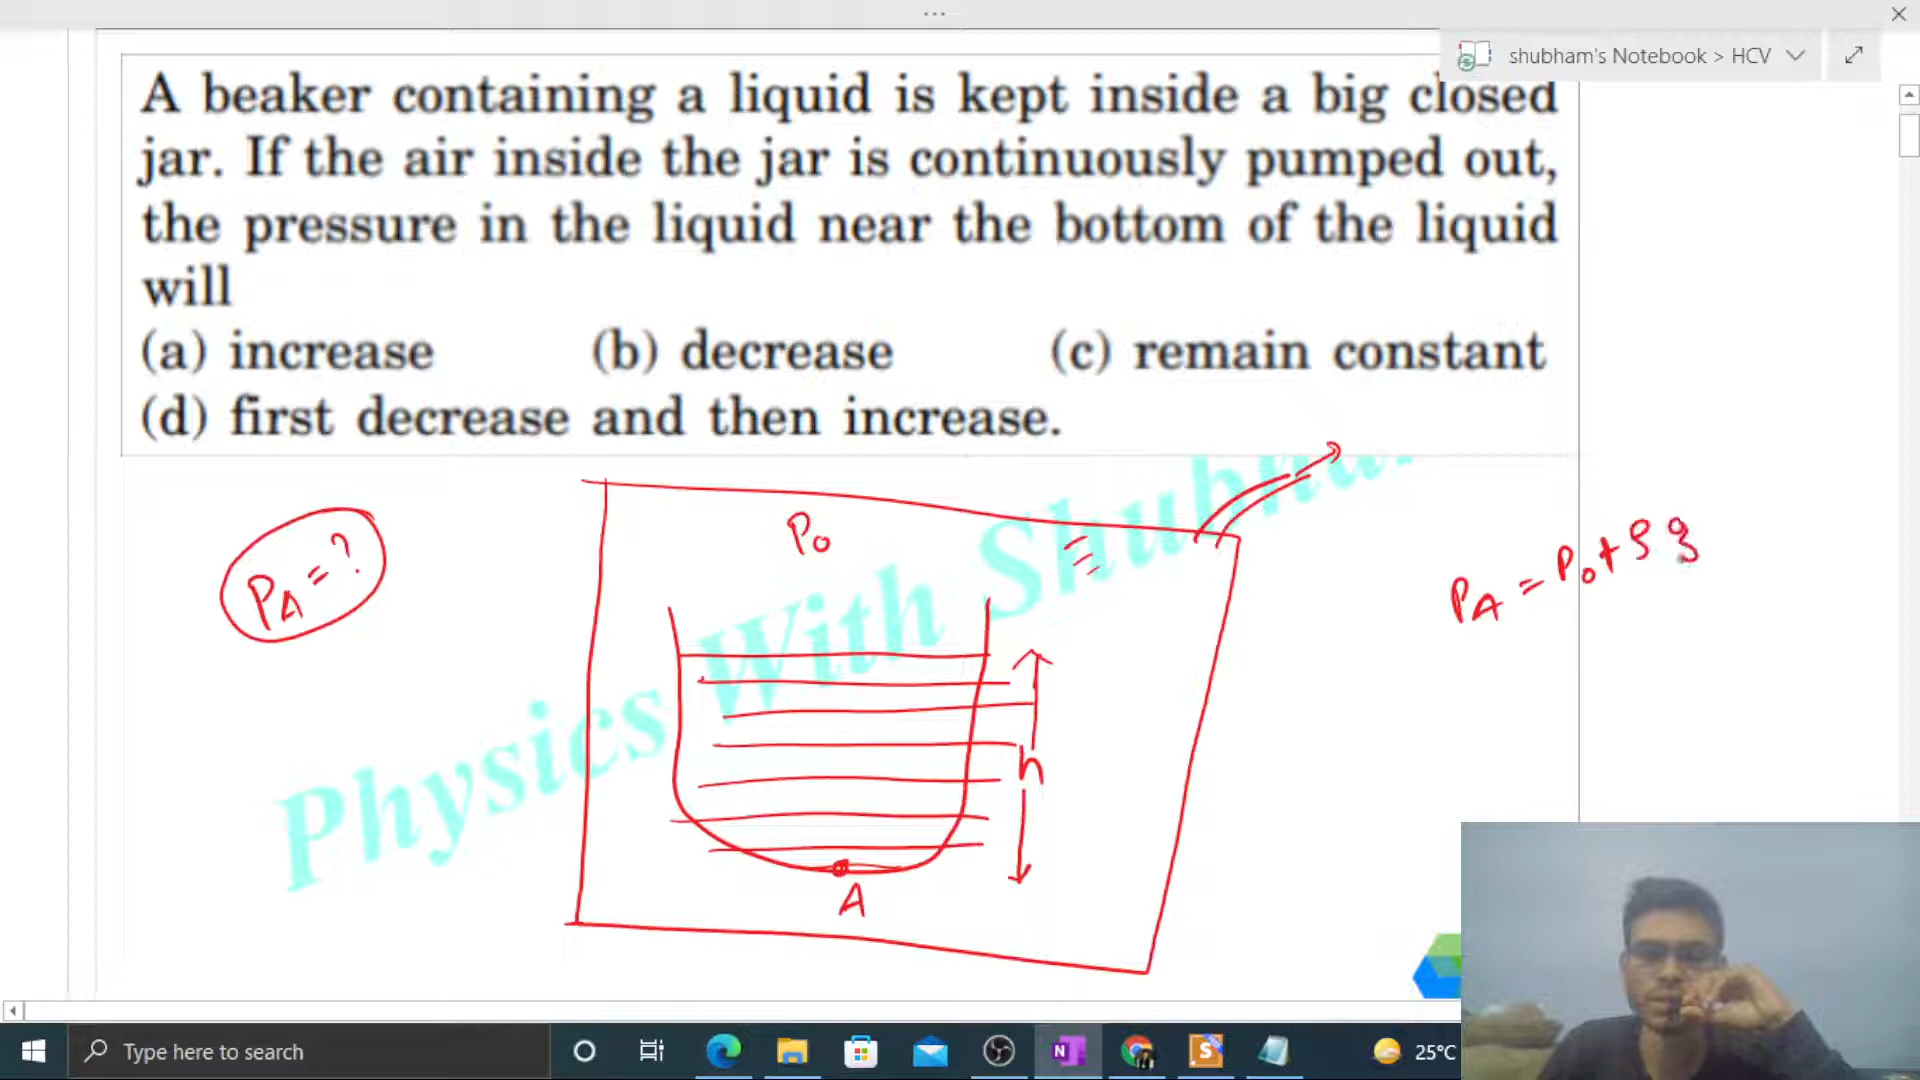 shubham's Notebook > HCV
A beaker containing a liquid is kept inside a big closed
jar. If the air inside the jar is continuously pumped out,
the pressure in the liquid near the bottom of the liquid
will
(a) increase (b) decrease (c) remain constant
(d) first decrease and then increase.
P₀
P_A = ?
P_A = P₀ + ρg
h
A
Physics With Shubham
Type here to search
N
S
25°C